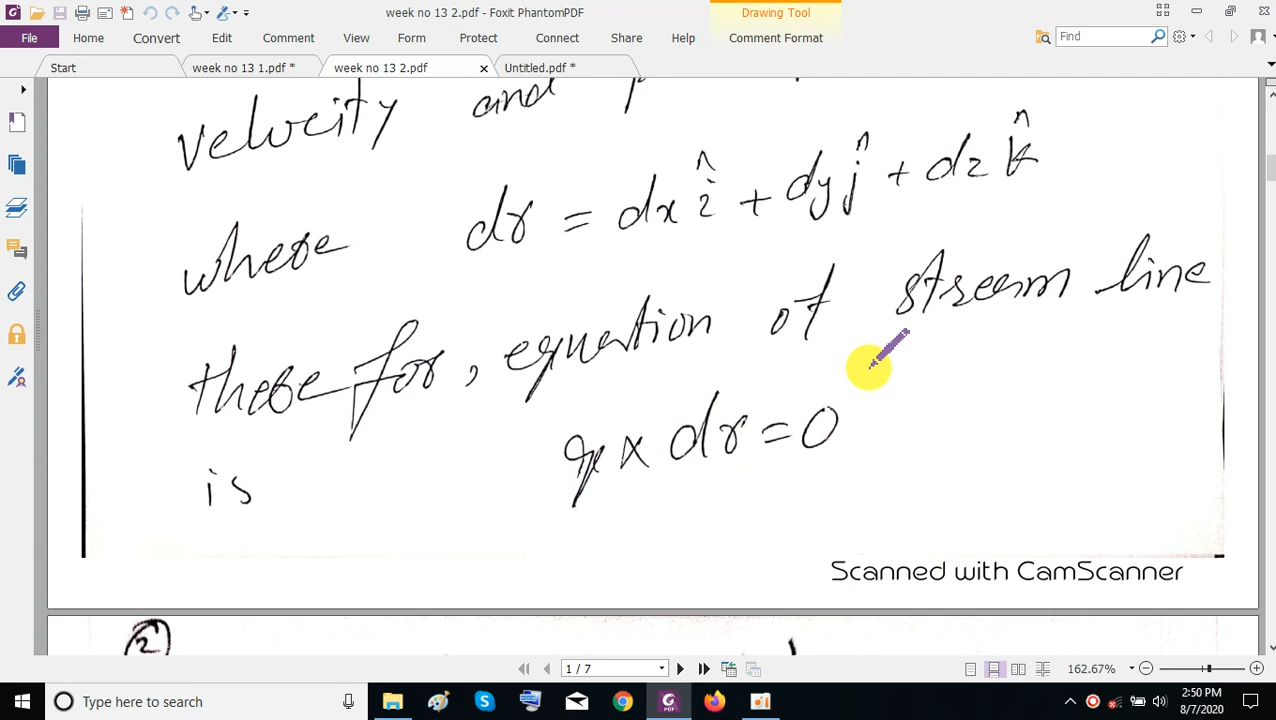 week no 13 2.pdf - Foxit PhantomPDF
Drawing Tool
File Home Convert Edit Comment View Form Protect Connect Share Help Comment Format Find
Start week no 13 1.pdf * week no 13 2.pdf Untitled.pdf *
velocity and
where dr = dx î + dy ĵ + dz k̂
therefor, equation of stream line
is q × dr = 0
Scanned with CamScanner
2
1 / 7 162.67%
Type here to search 2:50 PM
8/7/2020